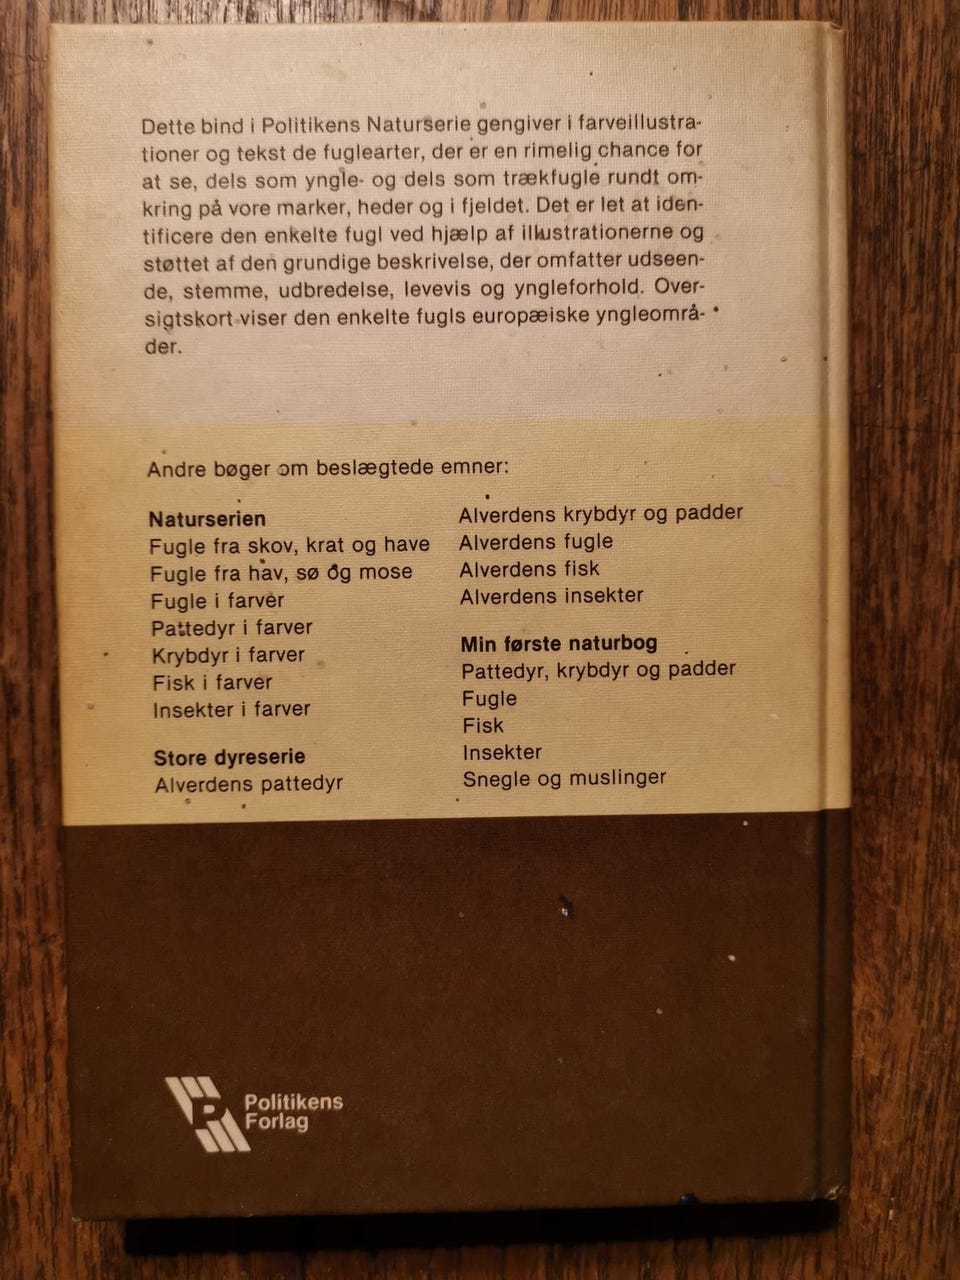 Dette bind i Politikens Naturserie gengiver i farveillustra-
tioner og tekst de fuglearter, der er en rimelig chance for
at se, dels som yngle- og dels som trækfugle rundt om-
kring på vore marker, heder og i fjeldet. Det er let at iden-
tificere den enkelte fugl ved hjælp af illustrationerne og
støttet af den grundige beskrivelse, der omfatter udseen-
de, stemme, udbredelse, levevis og yngleforhold. Over-
sigtskort viser den enkelte fugls europæiske yngleområ-
der.
Andre bøger om beslægtede emner:
Naturserien
Fugle fra skov, krat og have
Fugle fra hav, sø og mose
Fugle i farver
Pattedyr i farver
Krybdyr i farver
Fisk i farver
Insekter i farver
Store dyreserie
Alverdens pattedyr
Alverdens krybdyr og padder
Alverdens fugle
Alverdens fisk
Alverdens insekter
Min første naturbog
Pattedyr, krybdyr og padder
Fugle
Fisk
Insekter
Snegle og muslinger
P
Politikens
Forlag